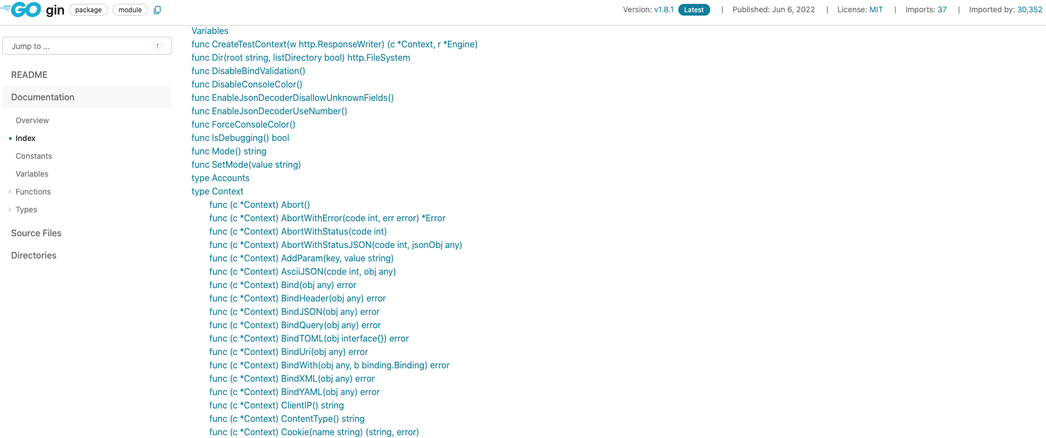 GO gin package module Version: v1.8.1 Latest | Published: Jun 6, 2022 | License: MIT | Imports: 37 | Imported by: 30,352
Jump to ... f
README
Documentation
Overview
Index
Constants
Variables
Functions
Types
Source Files
Directories
Variables
func CreateTestContext(w http.ResponseWriter) (c *Context, r *Engine)
func Dir(root string, listDirectory bool) http.FileSystem
func DisableBindValidation()
func DisableConsoleColor()
func EnableJsonDecoderDisallowUnknownFields()
func EnableJsonDecoderUseNumber()
func ForceConsoleColor()
func IsDebugging() bool
func Mode() string
func SetMode(value string)
type Accounts
type Context
func (c *Context) Abort()
func (c *Context) AbortWithError(code int, err error) *Error
func (c *Context) AbortWithStatus(code int)
func (c *Context) AbortWithStatusJSON(code int, jsonObj any)
func (c *Context) AddParam(key, value string)
func (c *Context) AsciiJSON(code int, obj any)
func (c *Context) Bind(obj any) error
func (c *Context) BindHeader(obj any) error
func (c *Context) BindJSON(obj any) error
func (c *Context) BindQuery(obj any) error
func (c *Context) BindTOML(obj interface{}) error
func (c *Context) BindUri(obj any) error
func (c *Context) BindWith(obj any, b binding.Binding) error
func (c *Context) BindXML(obj any) error
func (c *Context) BindYAML(obj any) error
func (c *Context) ClientIP() string
func (c *Context) ContentType() string
func (c *Context) Cookie(name string) (string, error)